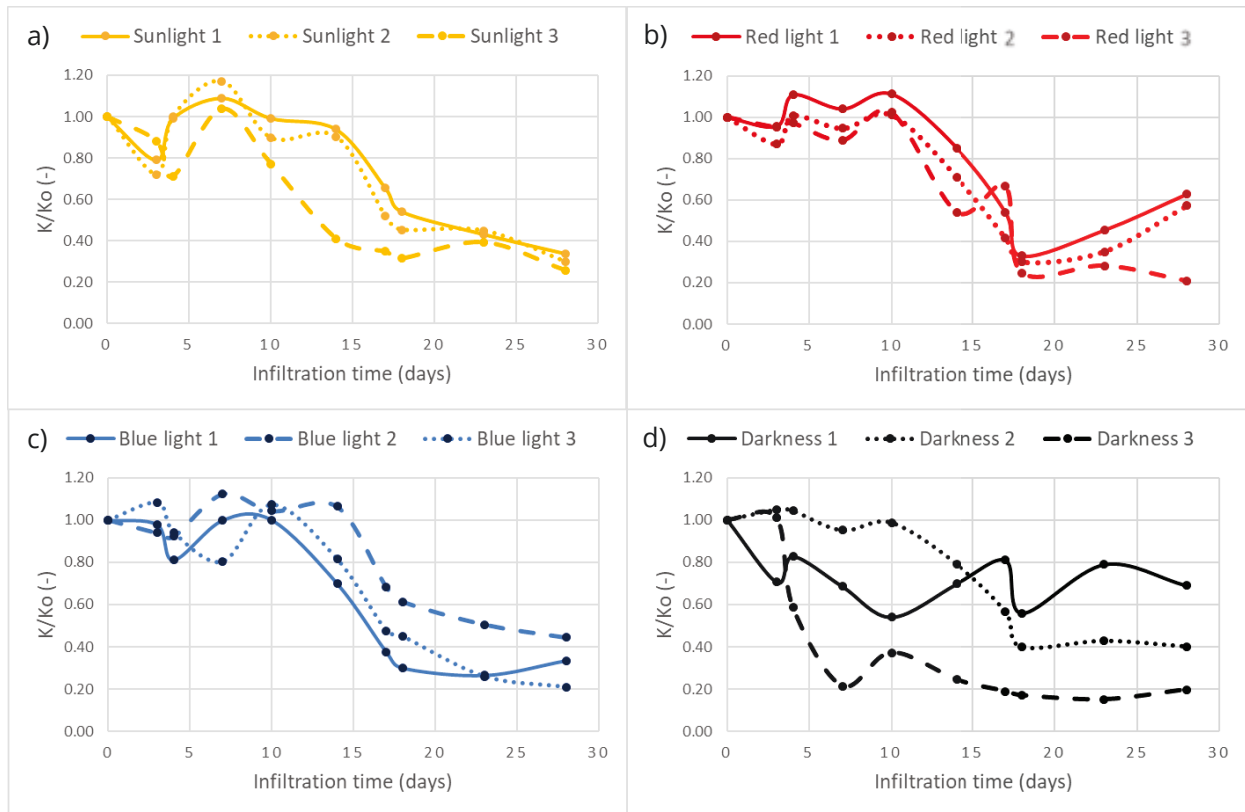 a) Sunlight 1 Sunlight 2 Sunlight 3
1.20
1.00
0.80
0.60
0.40
0.20
0.00
K/Ko (-)
0 5 10 15 20 25 30
Infiltration time (days)
b) Red light 1 Red light 2 Red light 3
1.20
1.00
0.80
0.60
0.40
0.20
0.00
K/Ko (-)
0 5 10 15 20 25 30
Infiltration time (days)
c) Blue light 1 Blue light 2 Blue light 3
1.20
1.00
0.80
0.60
0.40
0.20
0.00
K/Ko (-)
0 5 10 15 20 25 30
Infiltration time (days)
d) Darkness 1 Darkness 2 Darkness 3
1.20
1.00
0.80
0.60
0.40
0.20
0.00
K/Ko (-)
0 5 10 15 20 25 30
Infiltration time (days)